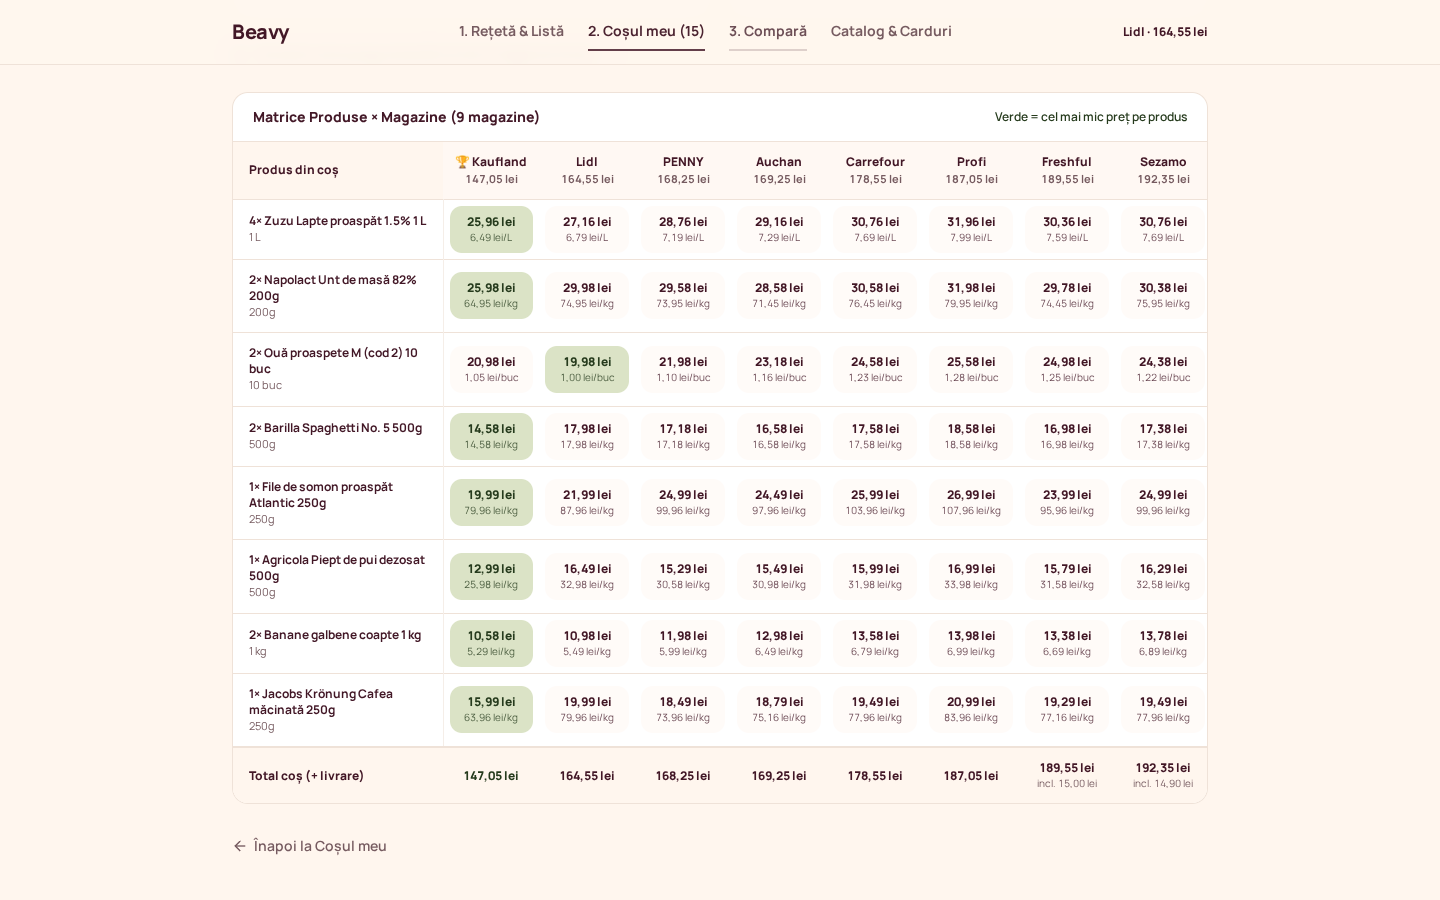 Beavy
1. Rețetă & Listă
2. Coșul meu (15)
3. Compară
Catalog & Carduri
Lidl · 164,55 lei
Matrice Produse × Magazine (9 magazine)
Verde = cel mai mic preț pe produs
Produs din coș
🏆 Kaufland Lidl PENNY Auchan Carrefour Profi Freshful Sezamo
147,05 lei 164,55 lei 168,25 lei 169,25 lei 178,55 lei 187,05 lei 189,55 lei 192,35 lei
4× Zuzu Lapte proaspăt 1.5% 1 L
1 L
25,96 lei 27,16 lei 28,76 lei 29,16 lei 30,76 lei 31,96 lei 30,36 lei 30,76 lei
6,49 lei/L 6,79 lei/L 7,19 lei/L 7,29 lei/L 7,69 lei/L 7,99 lei/L 7,59 lei/L 7,69 lei/L
2× Napolact Unt de masă 82%
200g
200g
25,98 lei 29,98 lei 29,58 lei 28,58 lei 30,58 lei 31,98 lei 29,78 lei 30,38 lei
64,95 lei/kg 74,95 lei/kg 73,95 lei/kg 71,45 lei/kg 76,45 lei/kg 79,95 lei/kg 74,45 lei/kg 75,95 lei/kg
2× Ouă proaspete M (cod 2) 10
buc
10 buc
20,98 lei 19,98 lei 21,98 lei 23,18 lei 24,58 lei 25,58 lei 24,98 lei 24,38 lei
1,05 lei/buc 1,00 lei/buc 1,10 lei/buc 1,16 lei/buc 1,23 lei/buc 1,28 lei/buc 1,25 lei/buc 1,22 lei/buc
2× Barilla Spaghetti No. 5 500g
500g
14,58 lei 17,98 lei 17,18 lei 16,58 lei 17,58 lei 18,58 lei 16,98 lei 17,38 lei
14,58 lei/kg 17,98 lei/kg 17,18 lei/kg 16,58 lei/kg 17,58 lei/kg 18,58 lei/kg 16,98 lei/kg 17,38 lei/kg
1× File de somon proaspăt
Atlantic 250g
250g
19,99 lei 21,99 lei 24,99 lei 24,49 lei 25,99 lei 26,99 lei 23,99 lei 24,99 lei
79,96 lei/kg 87,96 lei/kg 99,96 lei/kg 97,96 lei/kg 103,96 lei/kg 107,96 lei/kg 95,96 lei/kg 99,96 lei/kg
1× Agricola Piept de pui dezosat
500g
500g
12,99 lei 16,49 lei 15,29 lei 15,49 lei 15,99 lei 16,99 lei 15,79 lei 16,29 lei
25,98 lei/kg 32,98 lei/kg 30,58 lei/kg 30,98 lei/kg 31,98 lei/kg 33,98 lei/kg 31,58 lei/kg 32,58 lei/kg
2× Banane galbene coapte 1 kg
1 kg
10,58 lei 10,98 lei 11,98 lei 12,98 lei 13,58 lei 13,98 lei 13,38 lei 13,78 lei
5,29 lei/kg 5,49 lei/kg 5,99 lei/kg 6,49 lei/kg 6,79 lei/kg 6,99 lei/kg 6,69 lei/kg 6,89 lei/kg
1× Jacobs Krönung Cafea
măcinată 250g
250g
15,99 lei 19,99 lei 18,49 lei 18,79 lei 19,49 lei 20,99 lei 19,29 lei 19,49 lei
63,96 lei/kg 79,96 lei/kg 73,96 lei/kg 75,16 lei/kg 77,96 lei/kg 83,96 lei/kg 77,16 lei/kg 77,96 lei/kg
Total coș (+ livrare)
147,05 lei 164,55 lei 168,25 lei 169,25 lei 178,55 lei 187,05 lei 189,55 lei 192,35 lei
incl. 15,00 lei incl. 14,90 lei
← Înapoi la Coșul meu